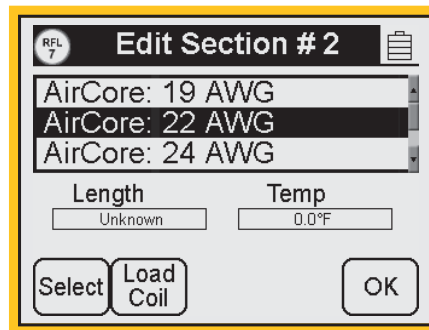 RFL
7
Edit Section # 2
AirCore: 19 AWG
AirCore: 22 AWG
AirCore: 24 AWG
Length Temp
Unknown 0.0°F
Select Load Coil OK